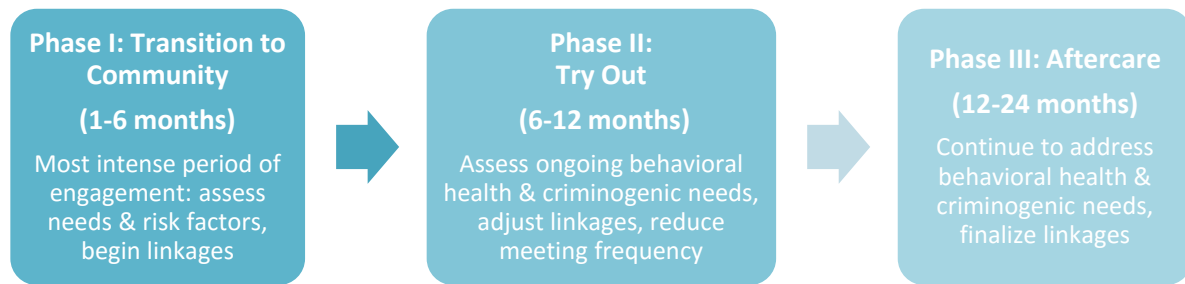 Phase I: Transition to
Community
(1-6 months)
Most intense period of
engagement: assess
needs & risk factors,
begin linkages
Phase II:
Try Out
(6-12 months)
Assess ongoing behavioral
health & criminogenic needs,
adjust linkages, reduce
meeting frequency
Phase III: Aftercare
(12-24 months)
Continue to address
behavioral health &
criminogenic needs,
finalize linkages